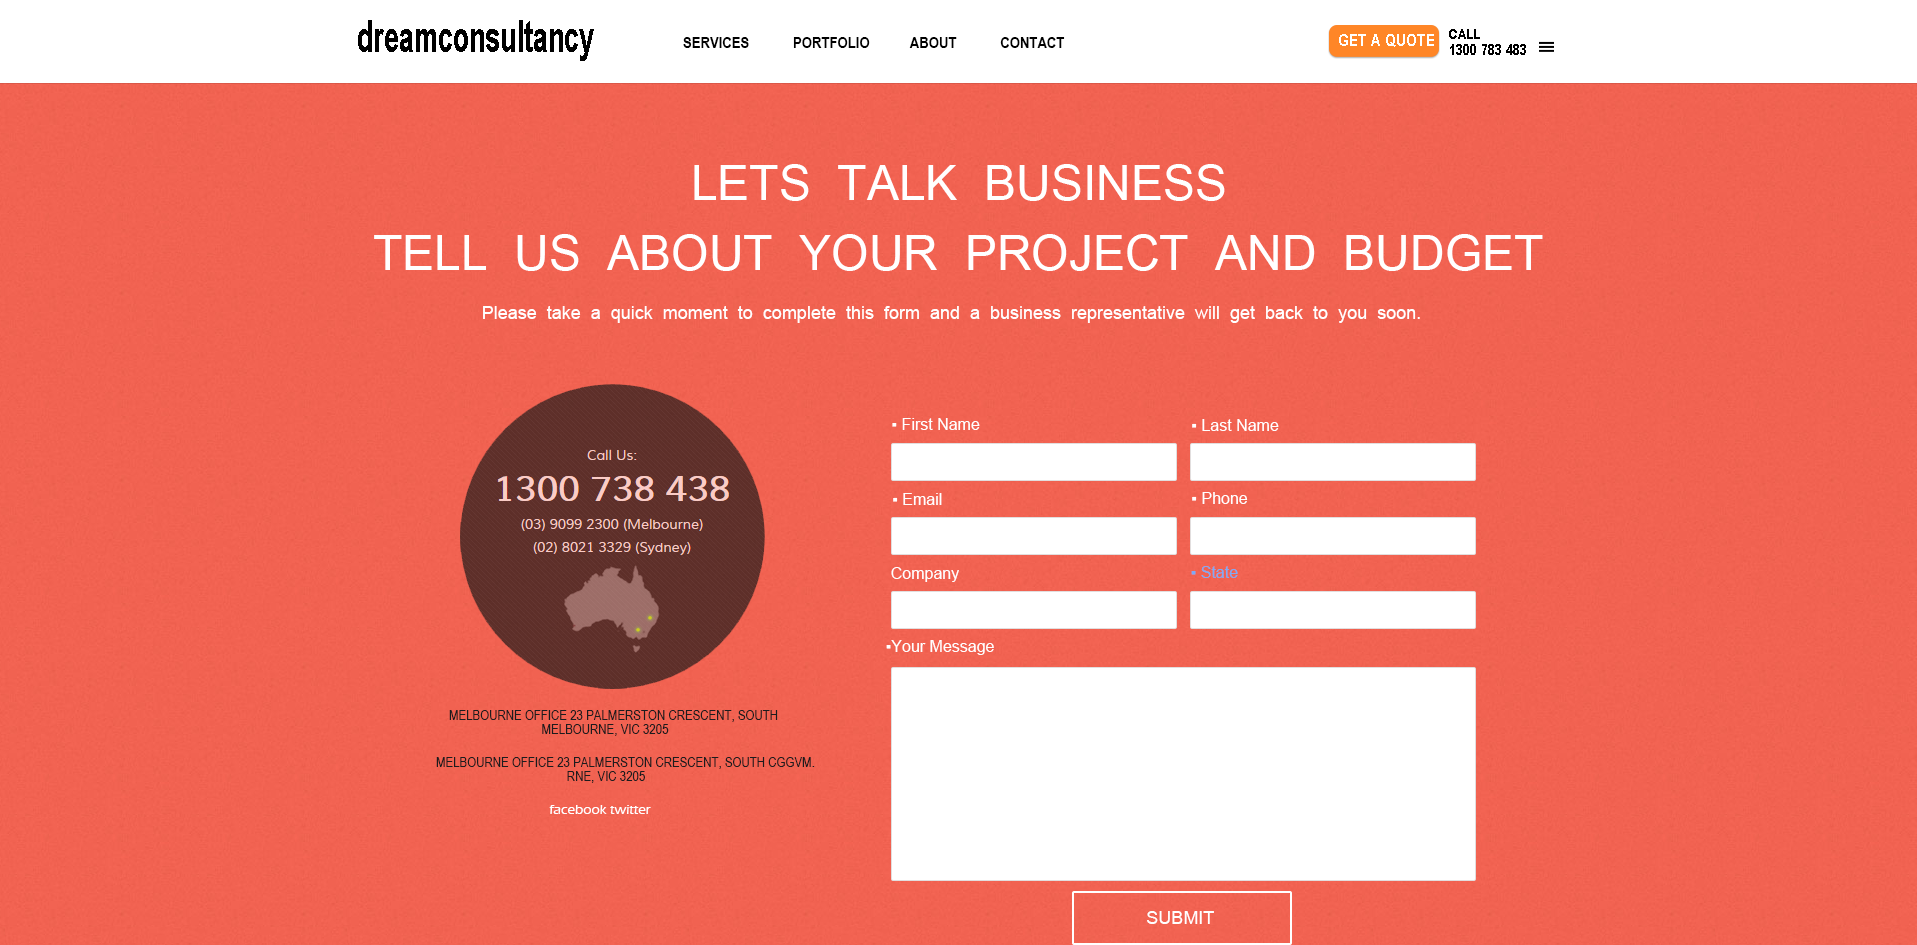 dreamconsultancy
SERVICES PORTFOLIO ABOUT CONTACT
GET A QUOTE
CALL
1300 783 483
LETS TALK BUSINESS
TELL US ABOUT YOUR PROJECT AND BUDGET
Please take a quick moment to complete this form and a business representative will get back to you soon.
Call Us:
1300 738 438
(03) 9099 2300 (Melbourne)
(02) 8021 3329 (Sydney)
MELBOURNE OFFICE 23 PALMERSTON CRESCENT, SOUTH
MELBOURNE, VIC 3205
MELBOURNE OFFICE 23 PALMERSTON CRESCENT, SOUTH CGGVM.
RNE, VIC 3205
facebook twitter
• First Name
• Last Name
• Email
• Phone
Company
• State
•Your Message
SUBMIT